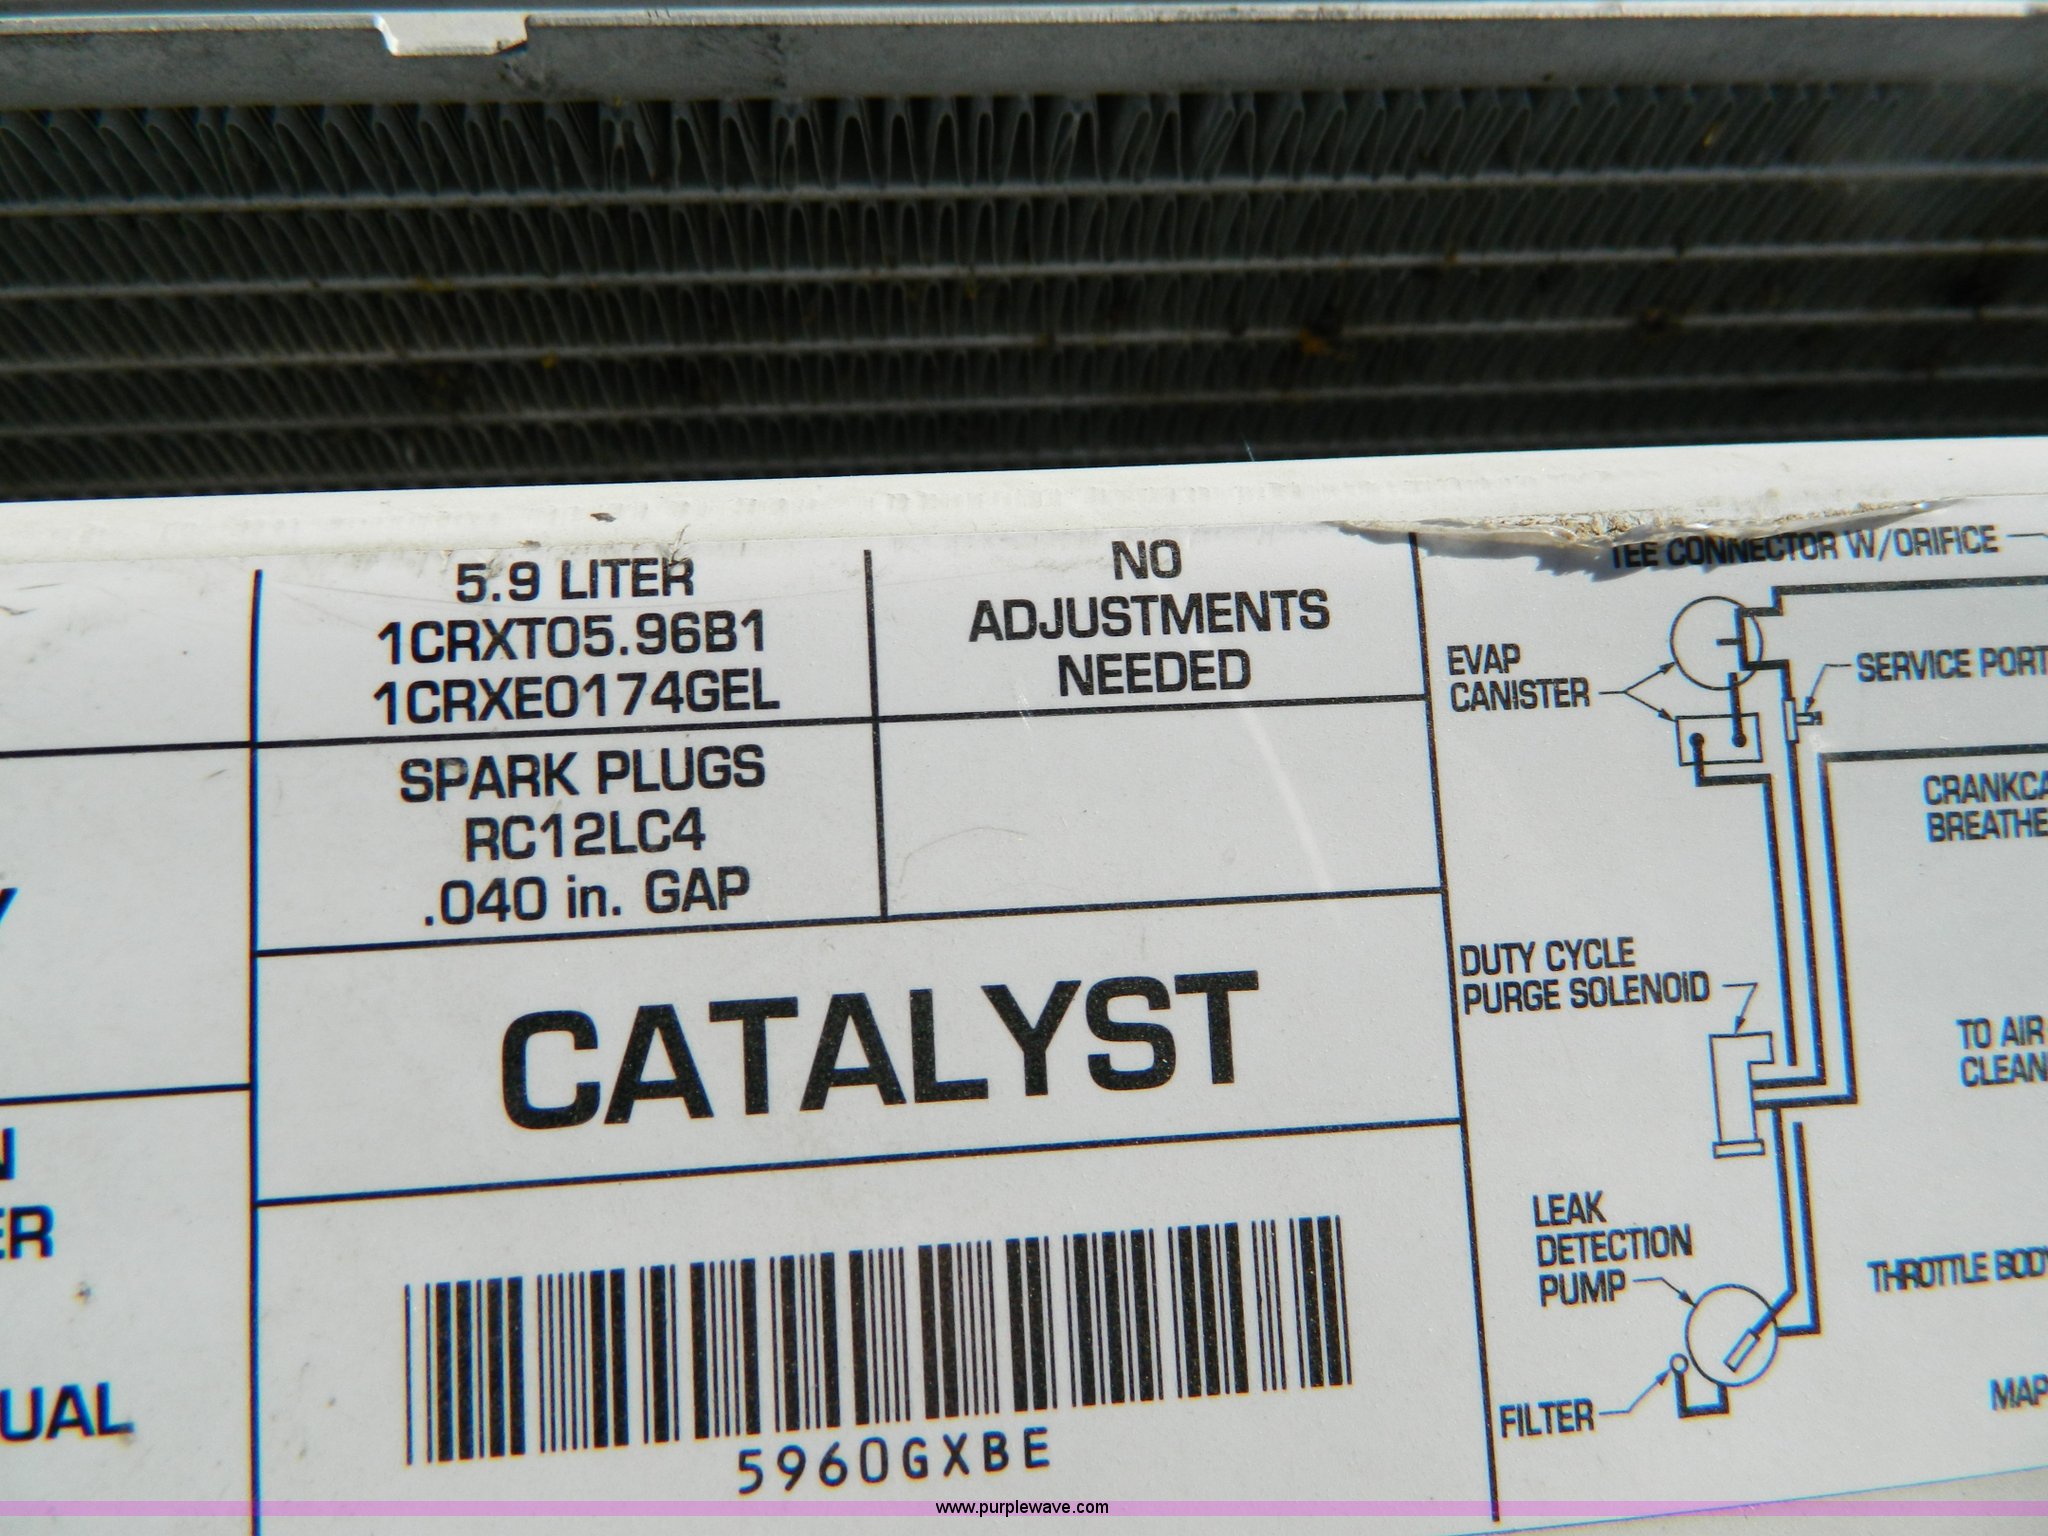 5.9 LITER
1CRXT05.96B1
1CRXE0174GEL
NO
ADJUSTMENTS
NEEDED
SPARK PLUGS
RC12LC4
.040 in. GAP
CATALYST
5960GXBE
UAL
ER
TEE CONNECTOR W/ORIFICE
EVAP
CANISTER
SERVICE PORT
CRANKCA
BREATHE
DUTY CYCLE
PURGE SOLENOID
TO AIR
CLEAN
LEAK
DETECTION
PUMP
THROTTLE BODY
FILTER
MAP
www.purplewave.com